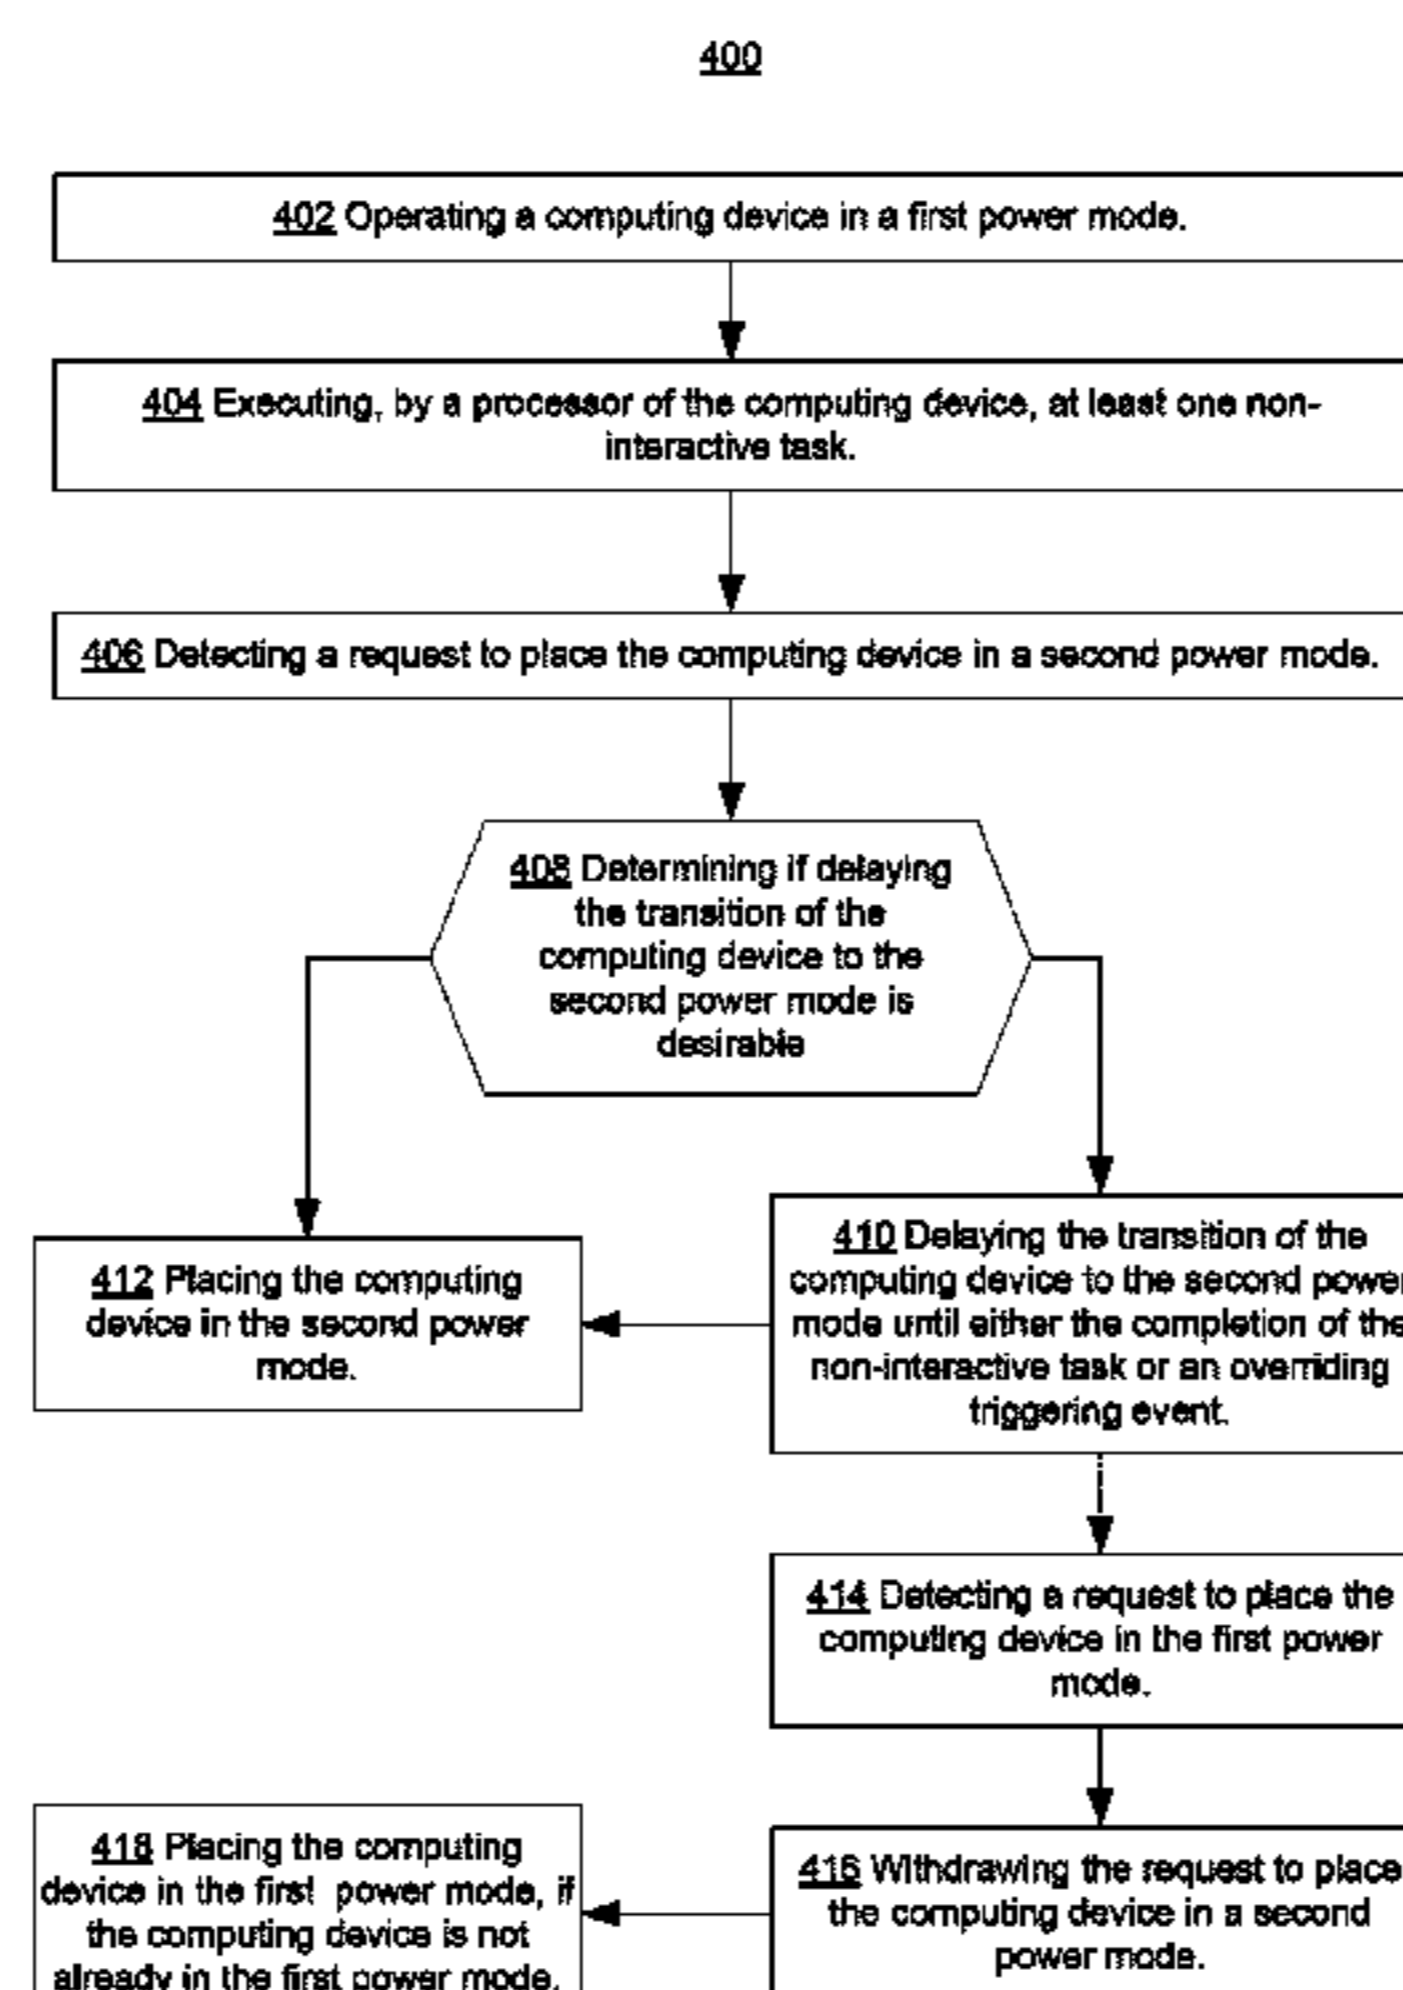 400
402 Operating a computing device in a first power mode.
404 Executing, by a processor of the computing device, at least one non-
interactive task.
406 Detecting a request to place the computing device in a second power mode.
408 Determining if delaying
the transition of the
computing device to the
second power mode is
desirable
410 Delaying the transition of the
computing device to the second power
mode until either the completion of the
non-interactive task or an overriding
triggering event.
412 Placing the computing
device in the second power
mode.
414 Detecting a request to place the
computing device in the first power
mode.
416 Withdrawing the request to place
the computing device in a second
power mode.
418 Placing the computing
device in the first power mode, if
the computing device is not
already in the first power mode.